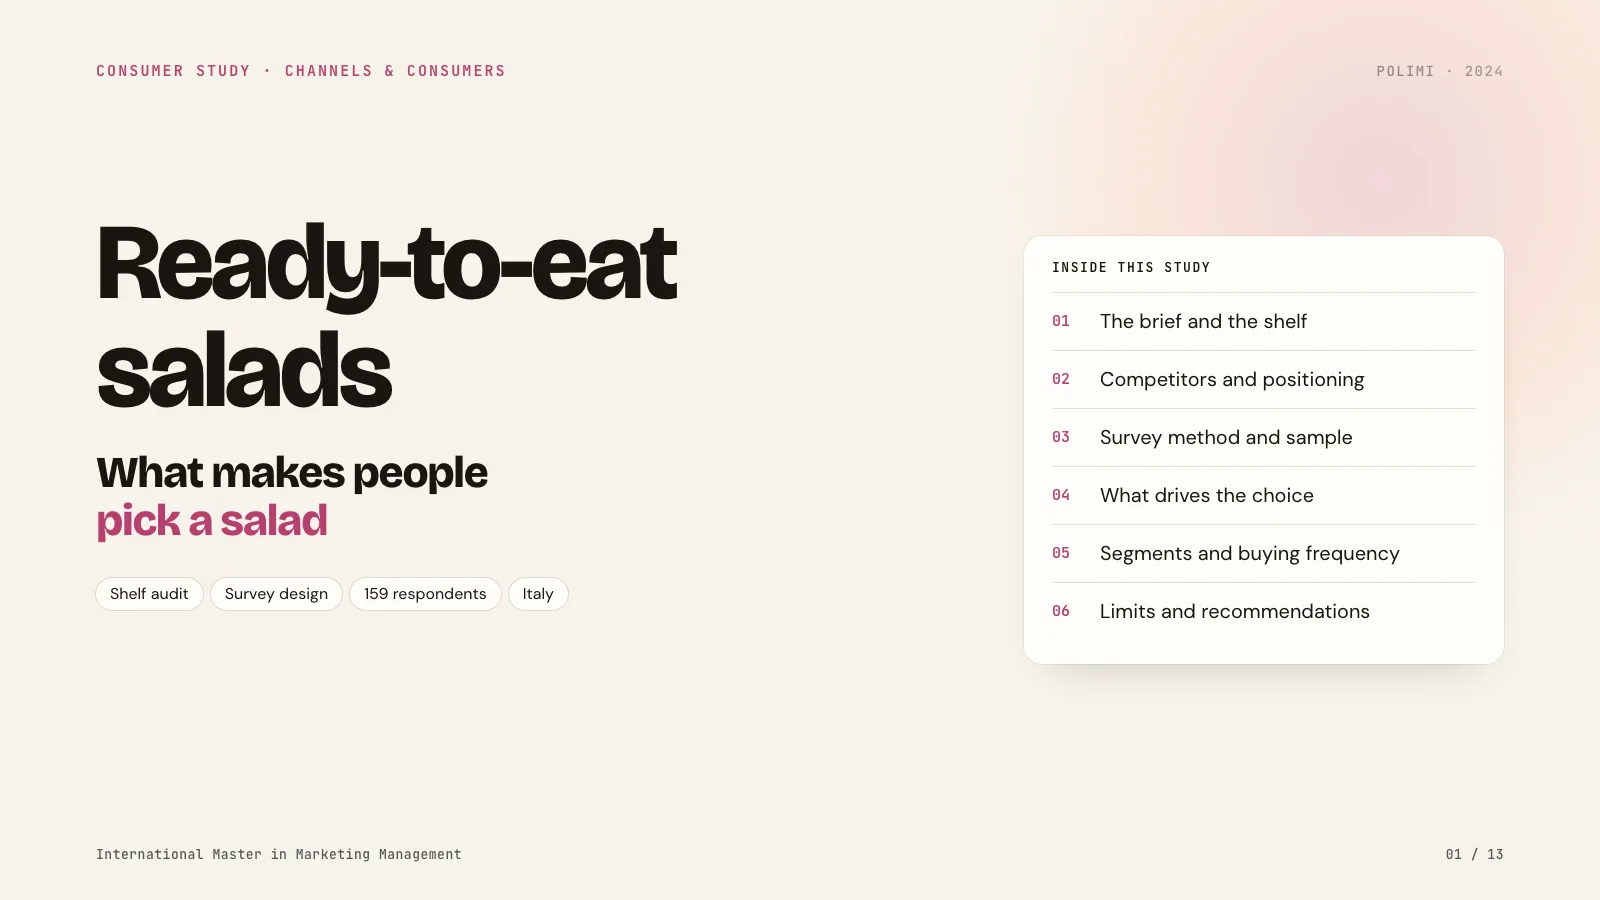 CONSUMER STUDY · CHANNELS & CONSUMERS
POLIMI · 2024
Ready-to-eat
salads
What makes people
pick a salad
Shelf audit
Survey design
159 respondents
Italy
INSIDE THIS STUDY
01 The brief and the shelf
02 Competitors and positioning
03 Survey method and sample
04 What drives the choice
05 Segments and buying frequency
06 Limits and recommendations
International Master in Marketing Management
01 / 13